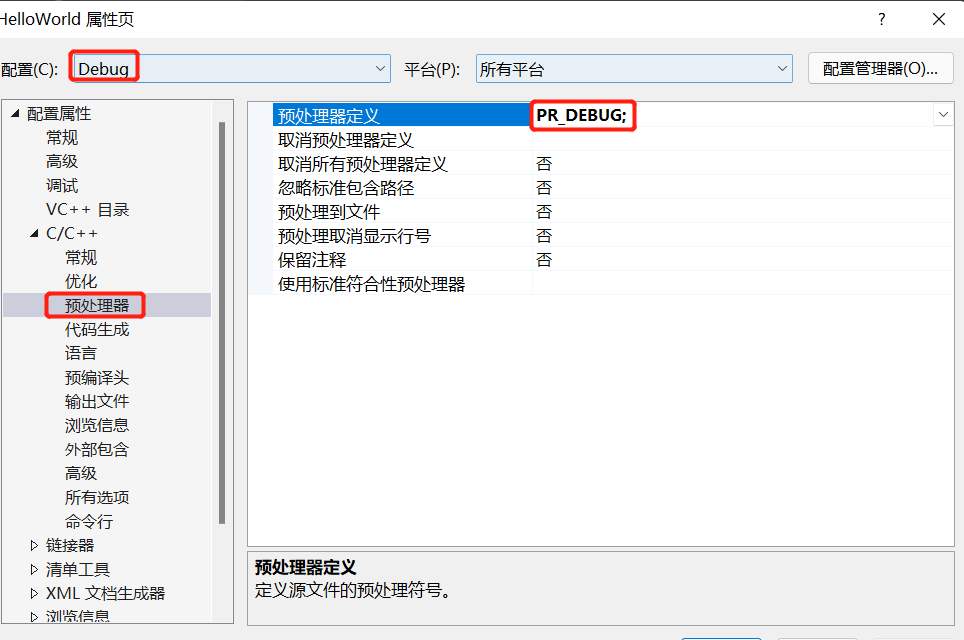 HelloWorld 属性页
?
配置(C): Debug 平台(P): 所有平台 配置管理器(O)...
配置属性
常规
高级
调试
VC++ 目录
C/C++
常规
优化
预处理器
代码生成
语言
预编译头
输出文件
浏览信息
外部包含
高级
所有选项
命令行
链接器
清单工具
XML 文档生成器
浏览信息
预处理器定义 PR_DEBUG;
取消预处理器定义
取消所有预处理器定义 否
忽略标准包含路径 否
预处理到文件 否
预处理取消显示行号 否
保留注释 否
使用标准符合性预处理器
预处理器定义
定义源文件的预处理符号。